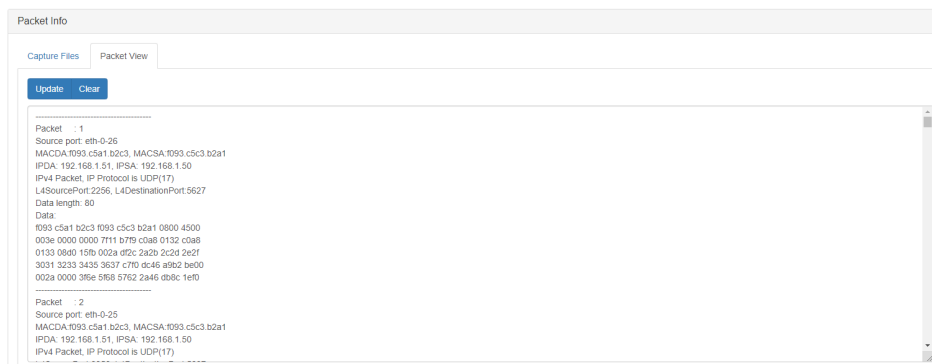 Packet Info
Capture Files Packet View
Update Clear
----------------------------------------
Packet : 1
Source port: eth-0-26
MACDA:f093.c5a1.b2c3, MACSA:f093.c5c3.b2a1
IPDA: 192.168.1.51, IPSA: 192.168.1.50
IPv4 Packet, IP Protocol is UDP(17)
L4SourcePort:2256, L4DestinationPort:5627
Data length: 80
Data:
f093 c5a1 b2c3 f093 c5c3 b2a1 0800 4500
003e 0000 0000 7f11 b7f9 c0a8 0132 c0a8
0133 08d0 15fb 002a df2c 2a2b 2c2d 2e2f
3031 3233 3435 3637 c7f0 dc46 a9b2 be00
002a 0000 3f6e 5f68 5762 2a46 db8c 1ef0
----------------------------------------
Packet : 2
Source port: eth-0-25
MACDA:f093.c5a1.b2c3, MACSA:f093.c5c3.b2a1
IPDA: 192.168.1.51, IPSA: 192.168.1.50
IPv4 Packet, IP Protocol is UDP(17)